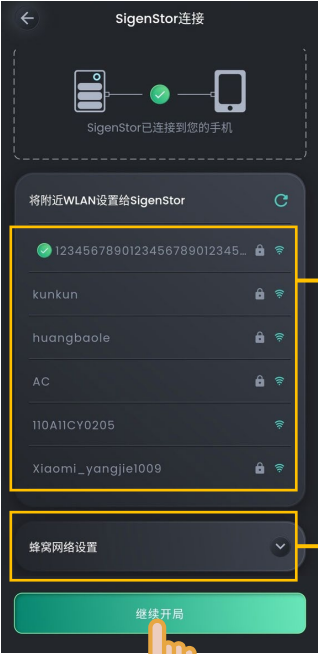 SigenStor连接
SigenStor已连接到您的手机
将附近WLAN设置给SigenStor
1234567890123456789012345...
kunkun
huangbaole
AC
110A11CY0205
Xiaomi_yangjie1009
蜂窝网络设置
继续开局